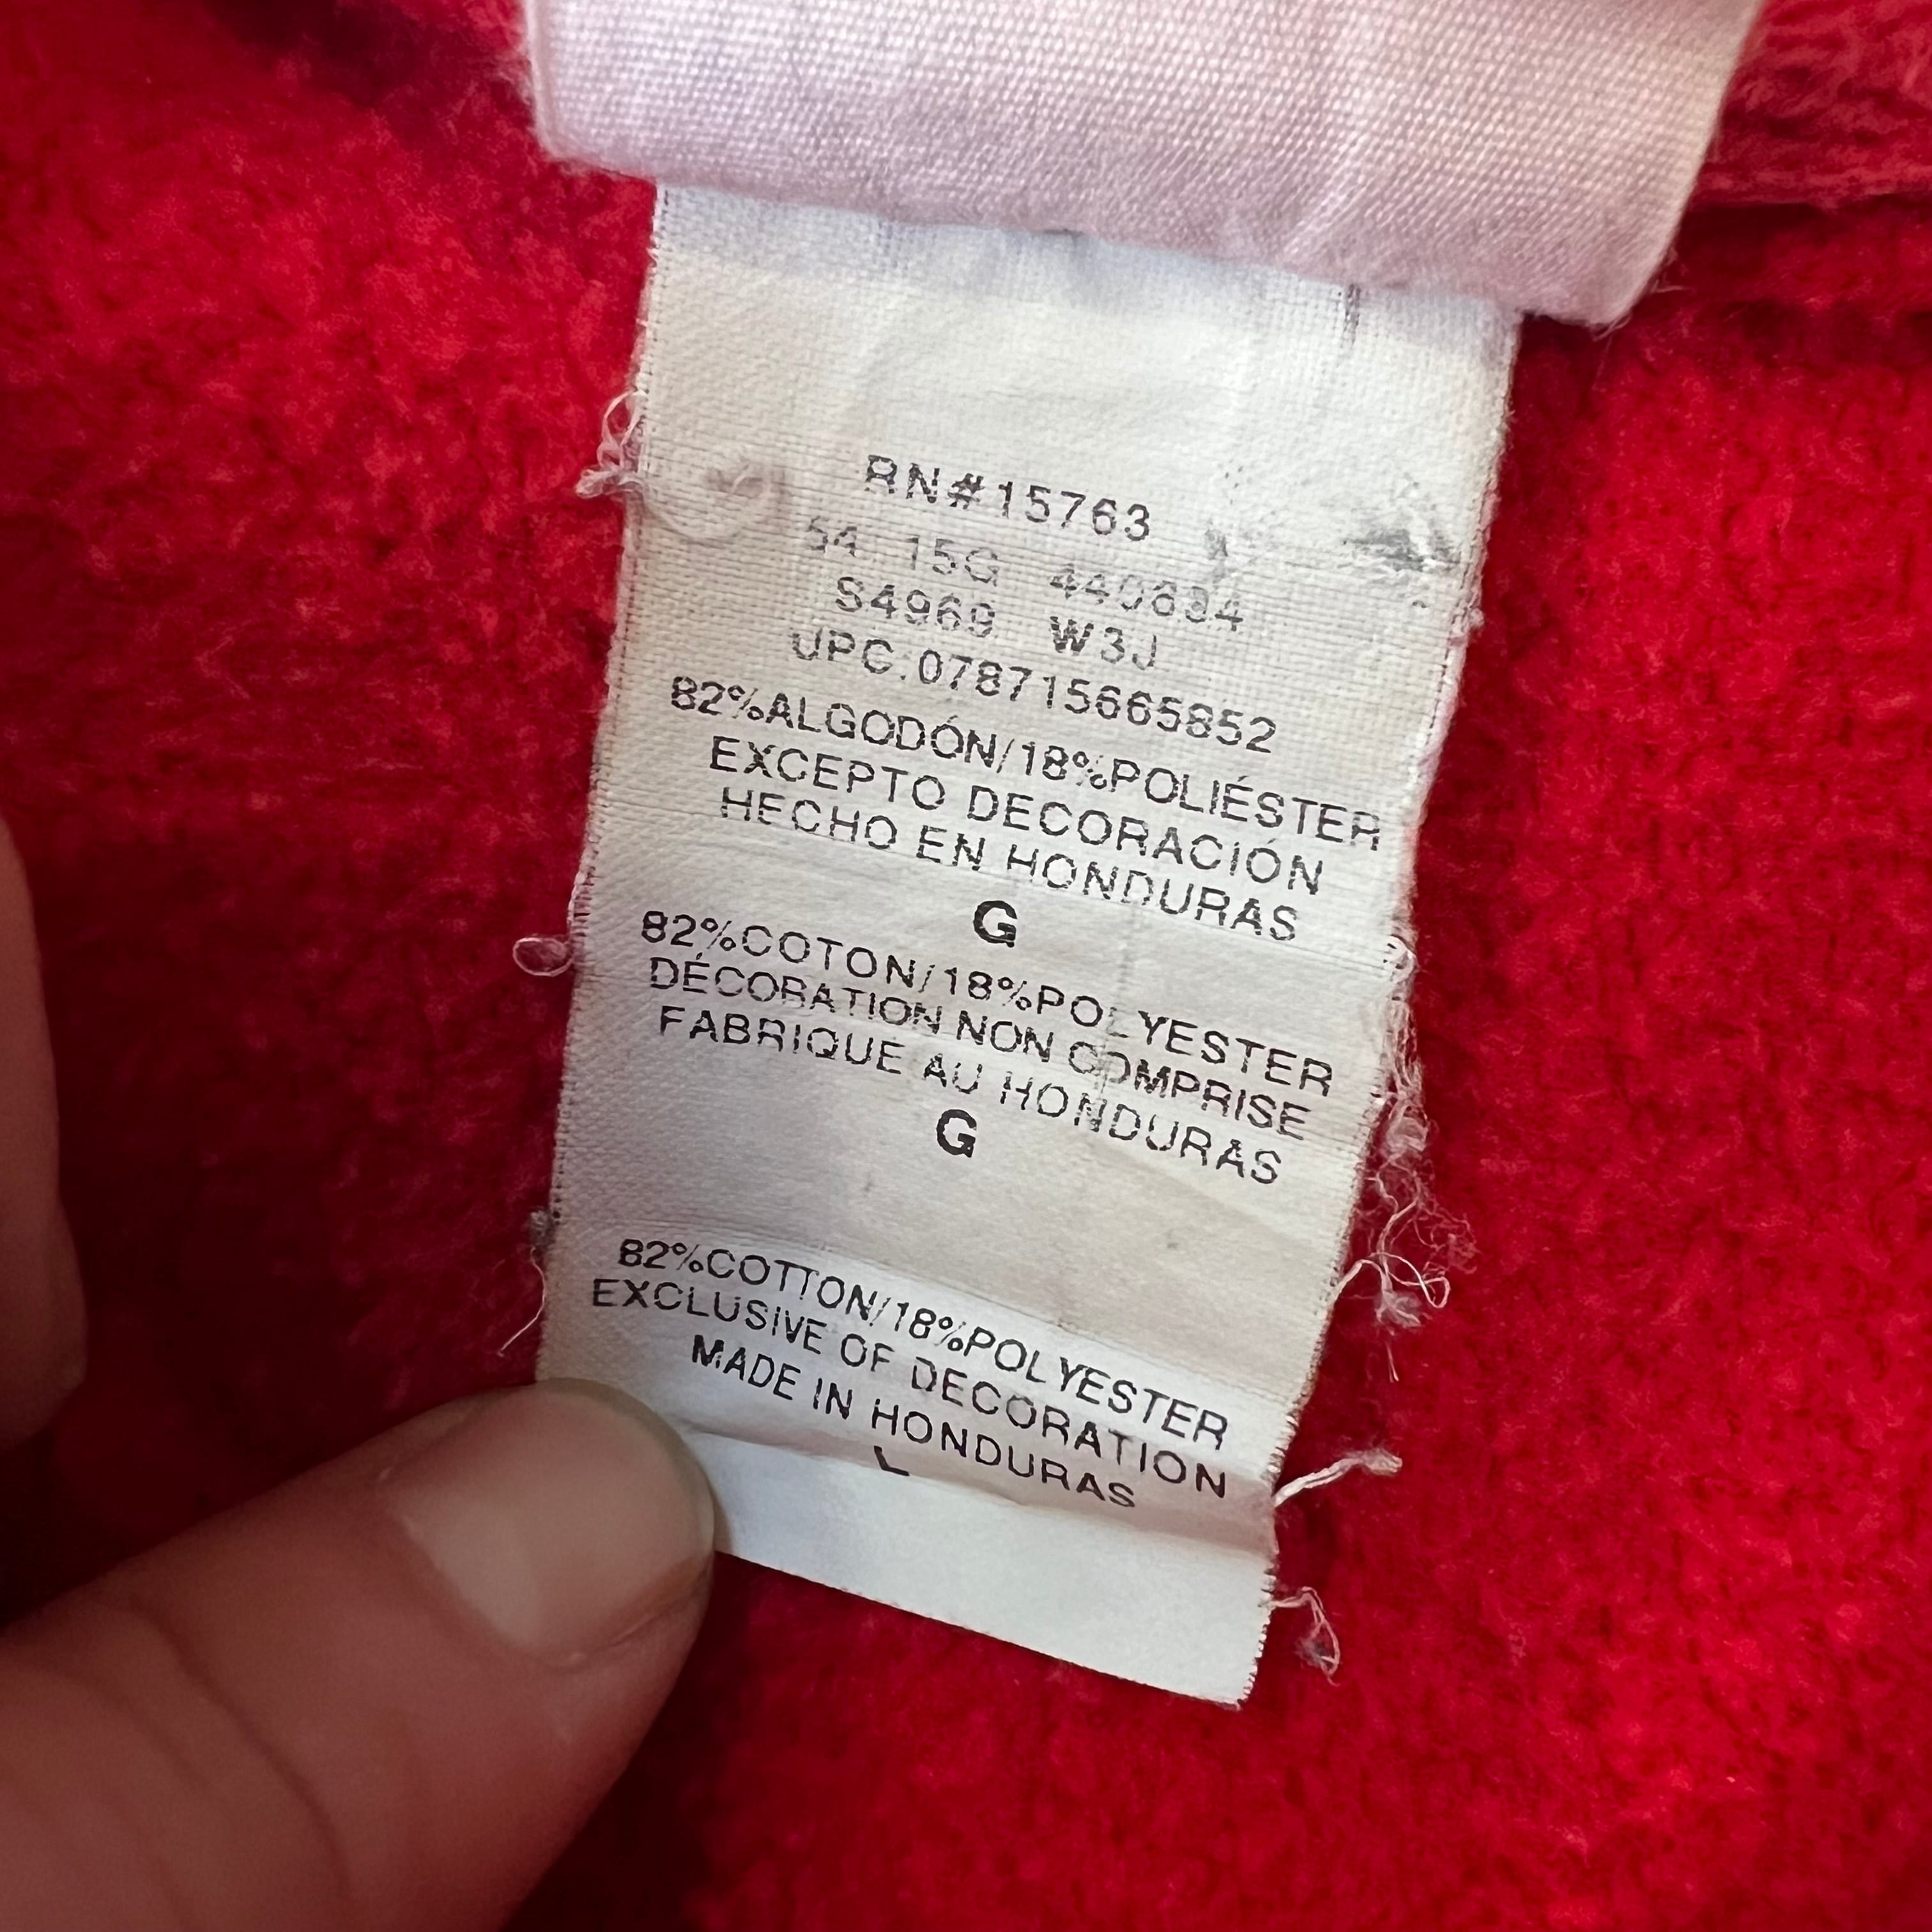 RN#15763
54 15G 440694
S4969 W3J
UPC:078715665852
82%ALGODÓN/18%POLIÉSTER
EXCEPTO DECORACIÓN
HECHO EN HONDURAS
G
82%COTON/18%POLYESTER
DÉCORATION NON COMPRISE
FABRIQUE AU HONDURAS
G
82%COTTON/18%POLYESTER
EXCLUSIVE OF DECORATION
MADE IN HONDURAS
L